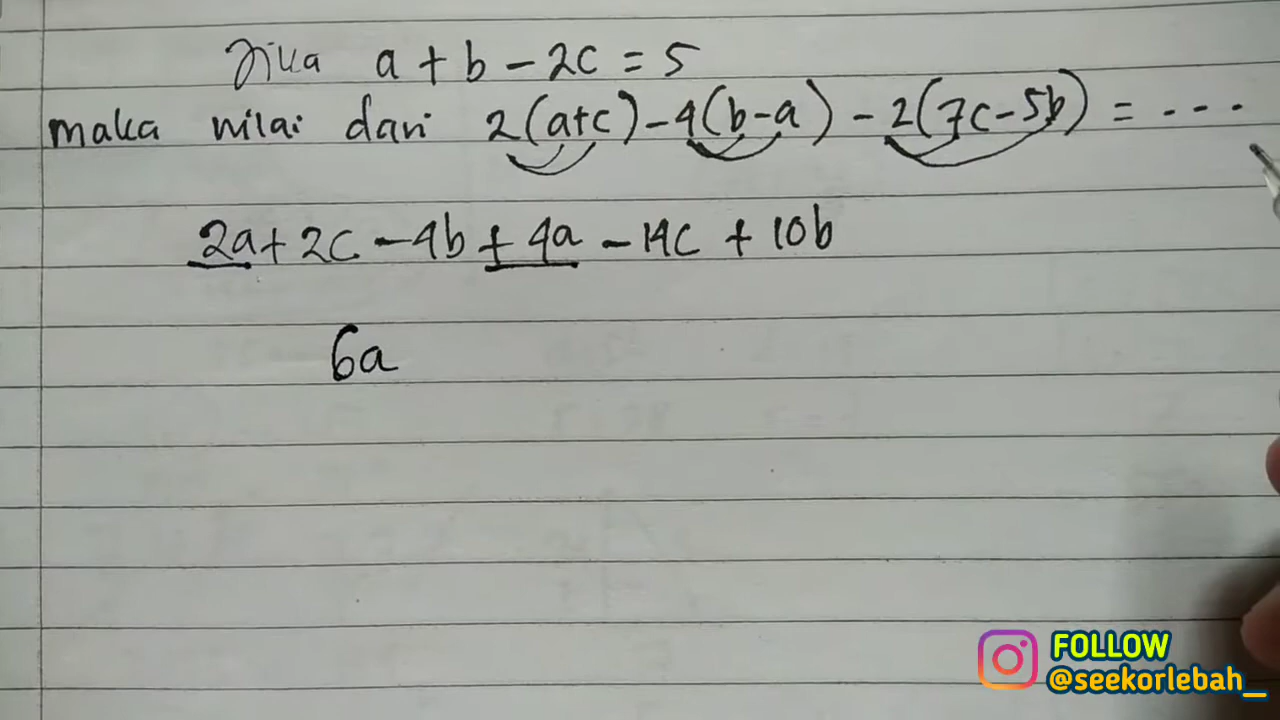 Jika a + b - 2c = 5
maka nilai dari 2(a+c) - 4(b-a) - 2(7c-5b) = ...
2a + 2c - 4b + 4a - 14c + 10b
6a
FOLLOW
@seekorlebah_